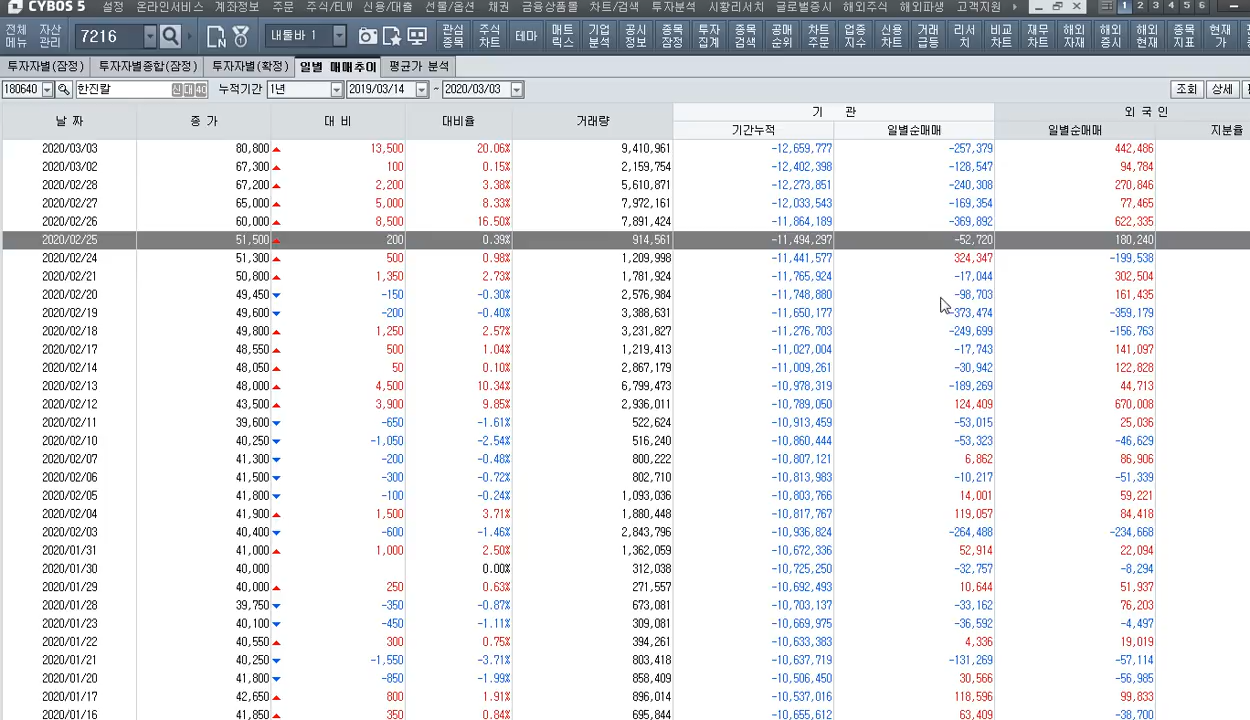 CYBOS 5 설정 온라인서비스 계좌정보 주문 주식/ELW 신용/대출 선물/옵션 채권 금융상품몰 차트/검색 투자분석 시황리서치 글로벌증시 해외주식 해외파생 고객지원 1 2 3 4 5 6
전체메뉴 자산관리 7216 내툴바 1 관심종목 주식차트 테마 매트릭스 기업분석 공시정보 종목잠정 투자집계 종목검색 공매순위 차트주문 업종지수 신용차트 거래급등 리서치 비교차트 재무차트 해외자재 해외증시 해외현재 종목지표 현재가
투자자별(잠정) 투자자별종합(잠정) 투자자별(확정) 일별 매매추이 평균가 분석
180640 한진칼 신 대 40 누적기간 1년 2019/03/14 ~ 2020/03/03 조회 상세
날 짜 종 가 대 비 대비율 거래량 기 관 외 국 인
기간누적 일별순매매 일별순매매 지분율
2020/03/03 80,800 ▲ 13,500 20.06% 9,410,961 -12,659,777 -257,379 442,486
2020/03/02 67,300 ▲ 100 0.15% 2,159,754 -12,402,398 -128,547 94,784
2020/02/28 67,200 ▲ 2,200 3.38% 5,610,871 -12,273,851 -240,308 270,846
2020/02/27 65,000 ▲ 5,000 8.33% 7,972,161 -12,033,543 -169,354 77,465
2020/02/26 60,000 ▲ 8,500 16.50% 7,891,424 -11,864,189 -369,892 622,335
2020/02/25 51,500 ▲ 200 0.39% 914,561 -11,494,297 -52,720 180,240
2020/02/24 51,300 ▲ 500 0.98% 1,209,998 -11,441,577 324,347 -199,538
2020/02/21 50,800 ▲ 1,350 2.73% 1,781,924 -11,765,924 -17,044 302,504
2020/02/20 49,450 ▼ -150 -0.30% 2,576,984 -11,748,880 -98,703 161,435
2020/02/19 49,600 ▼ -200 -0.40% 3,388,631 -11,650,177 -373,474 -359,179
2020/02/18 49,800 ▲ 1,250 2.57% 3,231,827 -11,276,703 -249,699 -156,763
2020/02/17 48,550 ▲ 500 1.04% 1,219,413 -11,027,004 -17,743 141,097
2020/02/14 48,050 ▲ 50 0.10% 2,867,179 -11,009,261 -30,942 122,828
2020/02/13 48,000 ▲ 4,500 10.34% 6,799,473 -10,978,319 -189,269 44,713
2020/02/12 43,500 ▲ 3,900 9.85% 2,936,011 -10,789,050 124,409 670,008
2020/02/11 39,600 ▼ -650 -1.61% 522,624 -10,913,459 -53,015 25,036
2020/02/10 40,250 ▼ -1,050 -2.54% 516,240 -10,860,444 -53,323 -46,629
2020/02/07 41,300 ▼ -200 -0.48% 800,222 -10,807,121 6,862 86,906
2020/02/06 41,500 ▼ -300 -0.72% 802,710 -10,813,983 -10,217 -51,339
2020/02/05 41,800 ▼ -100 -0.24% 1,093,036 -10,803,766 14,001 59,221
2020/02/04 41,900 ▲ 1,500 3.71% 1,880,448 -10,817,767 119,057 84,418
2020/02/03 40,400 ▼ -600 -1.46% 2,843,796 -10,936,824 -264,488 -234,668
2020/01/31 41,000 ▲ 1,000 2.50% 1,362,059 -10,672,336 52,914 22,094
2020/01/30 40,000 0.00% 312,038 -10,725,250 -32,757 -8,294
2020/01/29 40,000 ▲ 250 0.63% 271,557 -10,692,493 10,644 51,937
2020/01/28 39,750 ▼ -350 -0.87% 673,081 -10,703,137 -33,162 76,203
2020/01/23 40,100 ▼ -450 -1.11% 309,081 -10,669,975 -36,592 -4,497
2020/01/22 40,550 ▲ 300 0.75% 394,261 -10,633,383 4,336 19,019
2020/01/21 40,250 ▼ -1,550 -3.71% 803,418 -10,637,719 -131,269 -57,114
2020/01/20 41,800 ▼ -850 -1.99% 858,409 -10,506,450 30,566 -56,985
2020/01/17 42,650 ▲ 800 1.91% 896,014 -10,537,016 118,596 99,833
2020/01/16 41,850 ▲ 350 0.84% 695,844 -10,655,612 63,409 -38,700